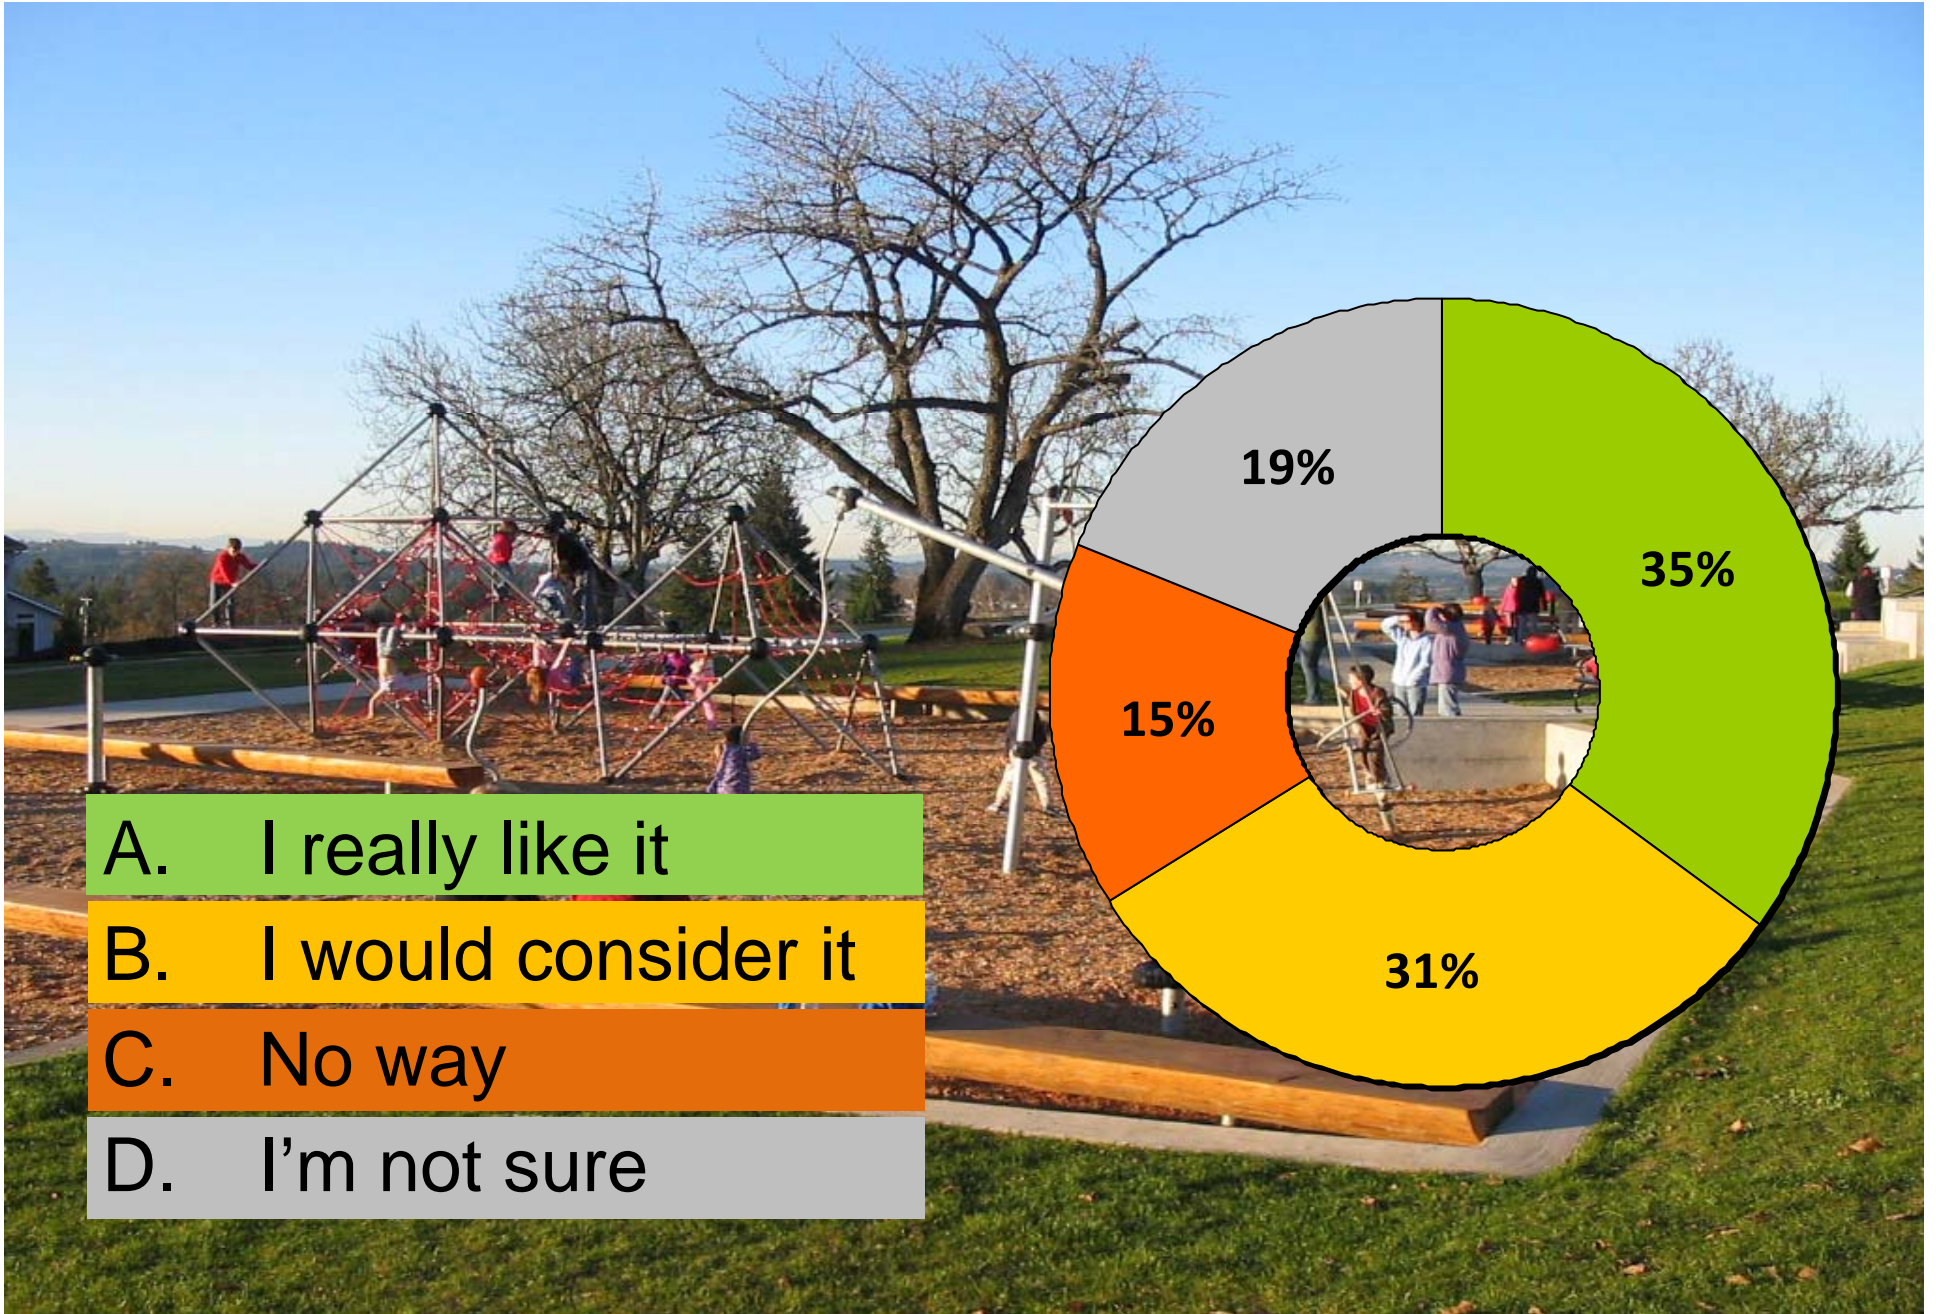 19%
35%
15%
31%
A. I really like it
B. I would consider it
C. No way
D. I'm not sure